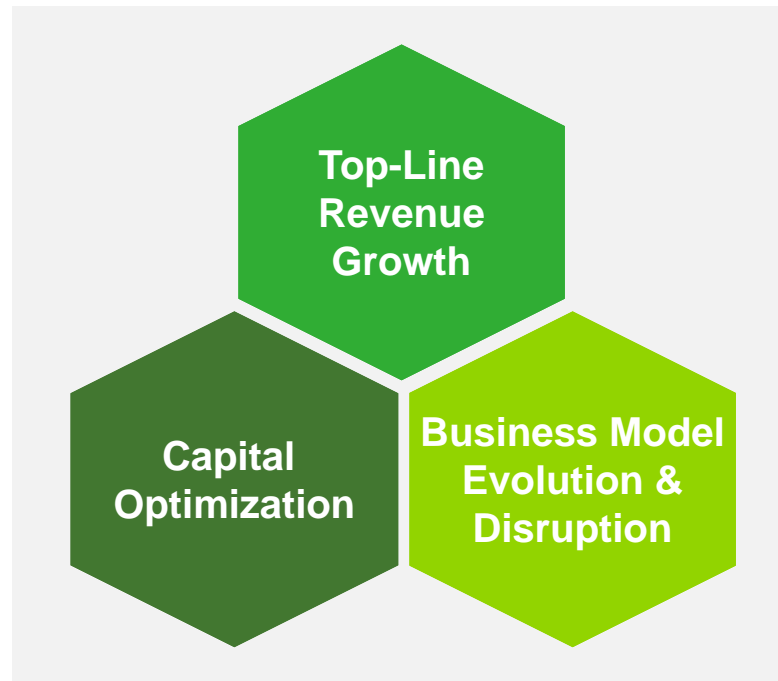 Top-Line
Revenue
Growth
Capital
Optimization
Business Model
Evolution &
Disruption